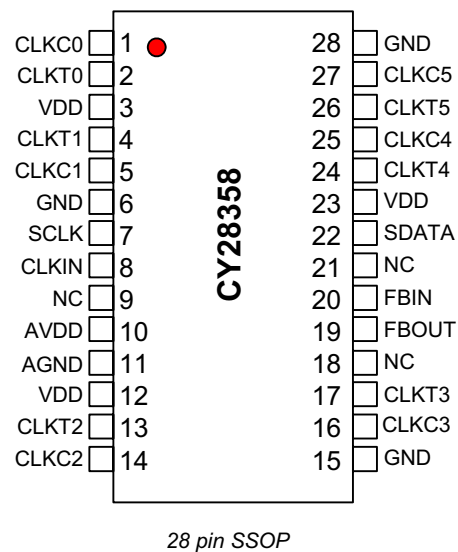 CLKC0 1 28 GND
CLKT0 2 27 CLKC5
VDD 3 26 CLKT5
CLKT1 4 25 CLKC4
CLKC1 5 24 CLKT4
GND 6 23 VDD
SCLK 7 22 SDATA
CLKIN 8 21 NC
NC 9 20 FBIN
AVDD 10 19 FBOUT
AGND 11 18 NC
VDD 12 17 CLKT3
CLKT2 13 16 CLKC3
CLKC2 14 15 GND
CY28358
28 pin SSOP